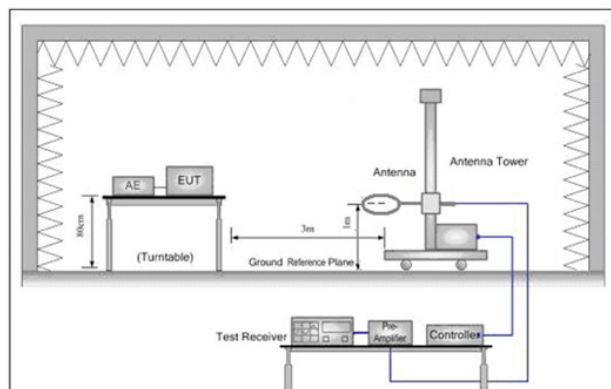 AE
EUT
Antenna
Antenna Tower
80cm
(Turntable)
3m
1m
Ground Reference Plane
Test Receiver
Pre-
Amplifier
Controller